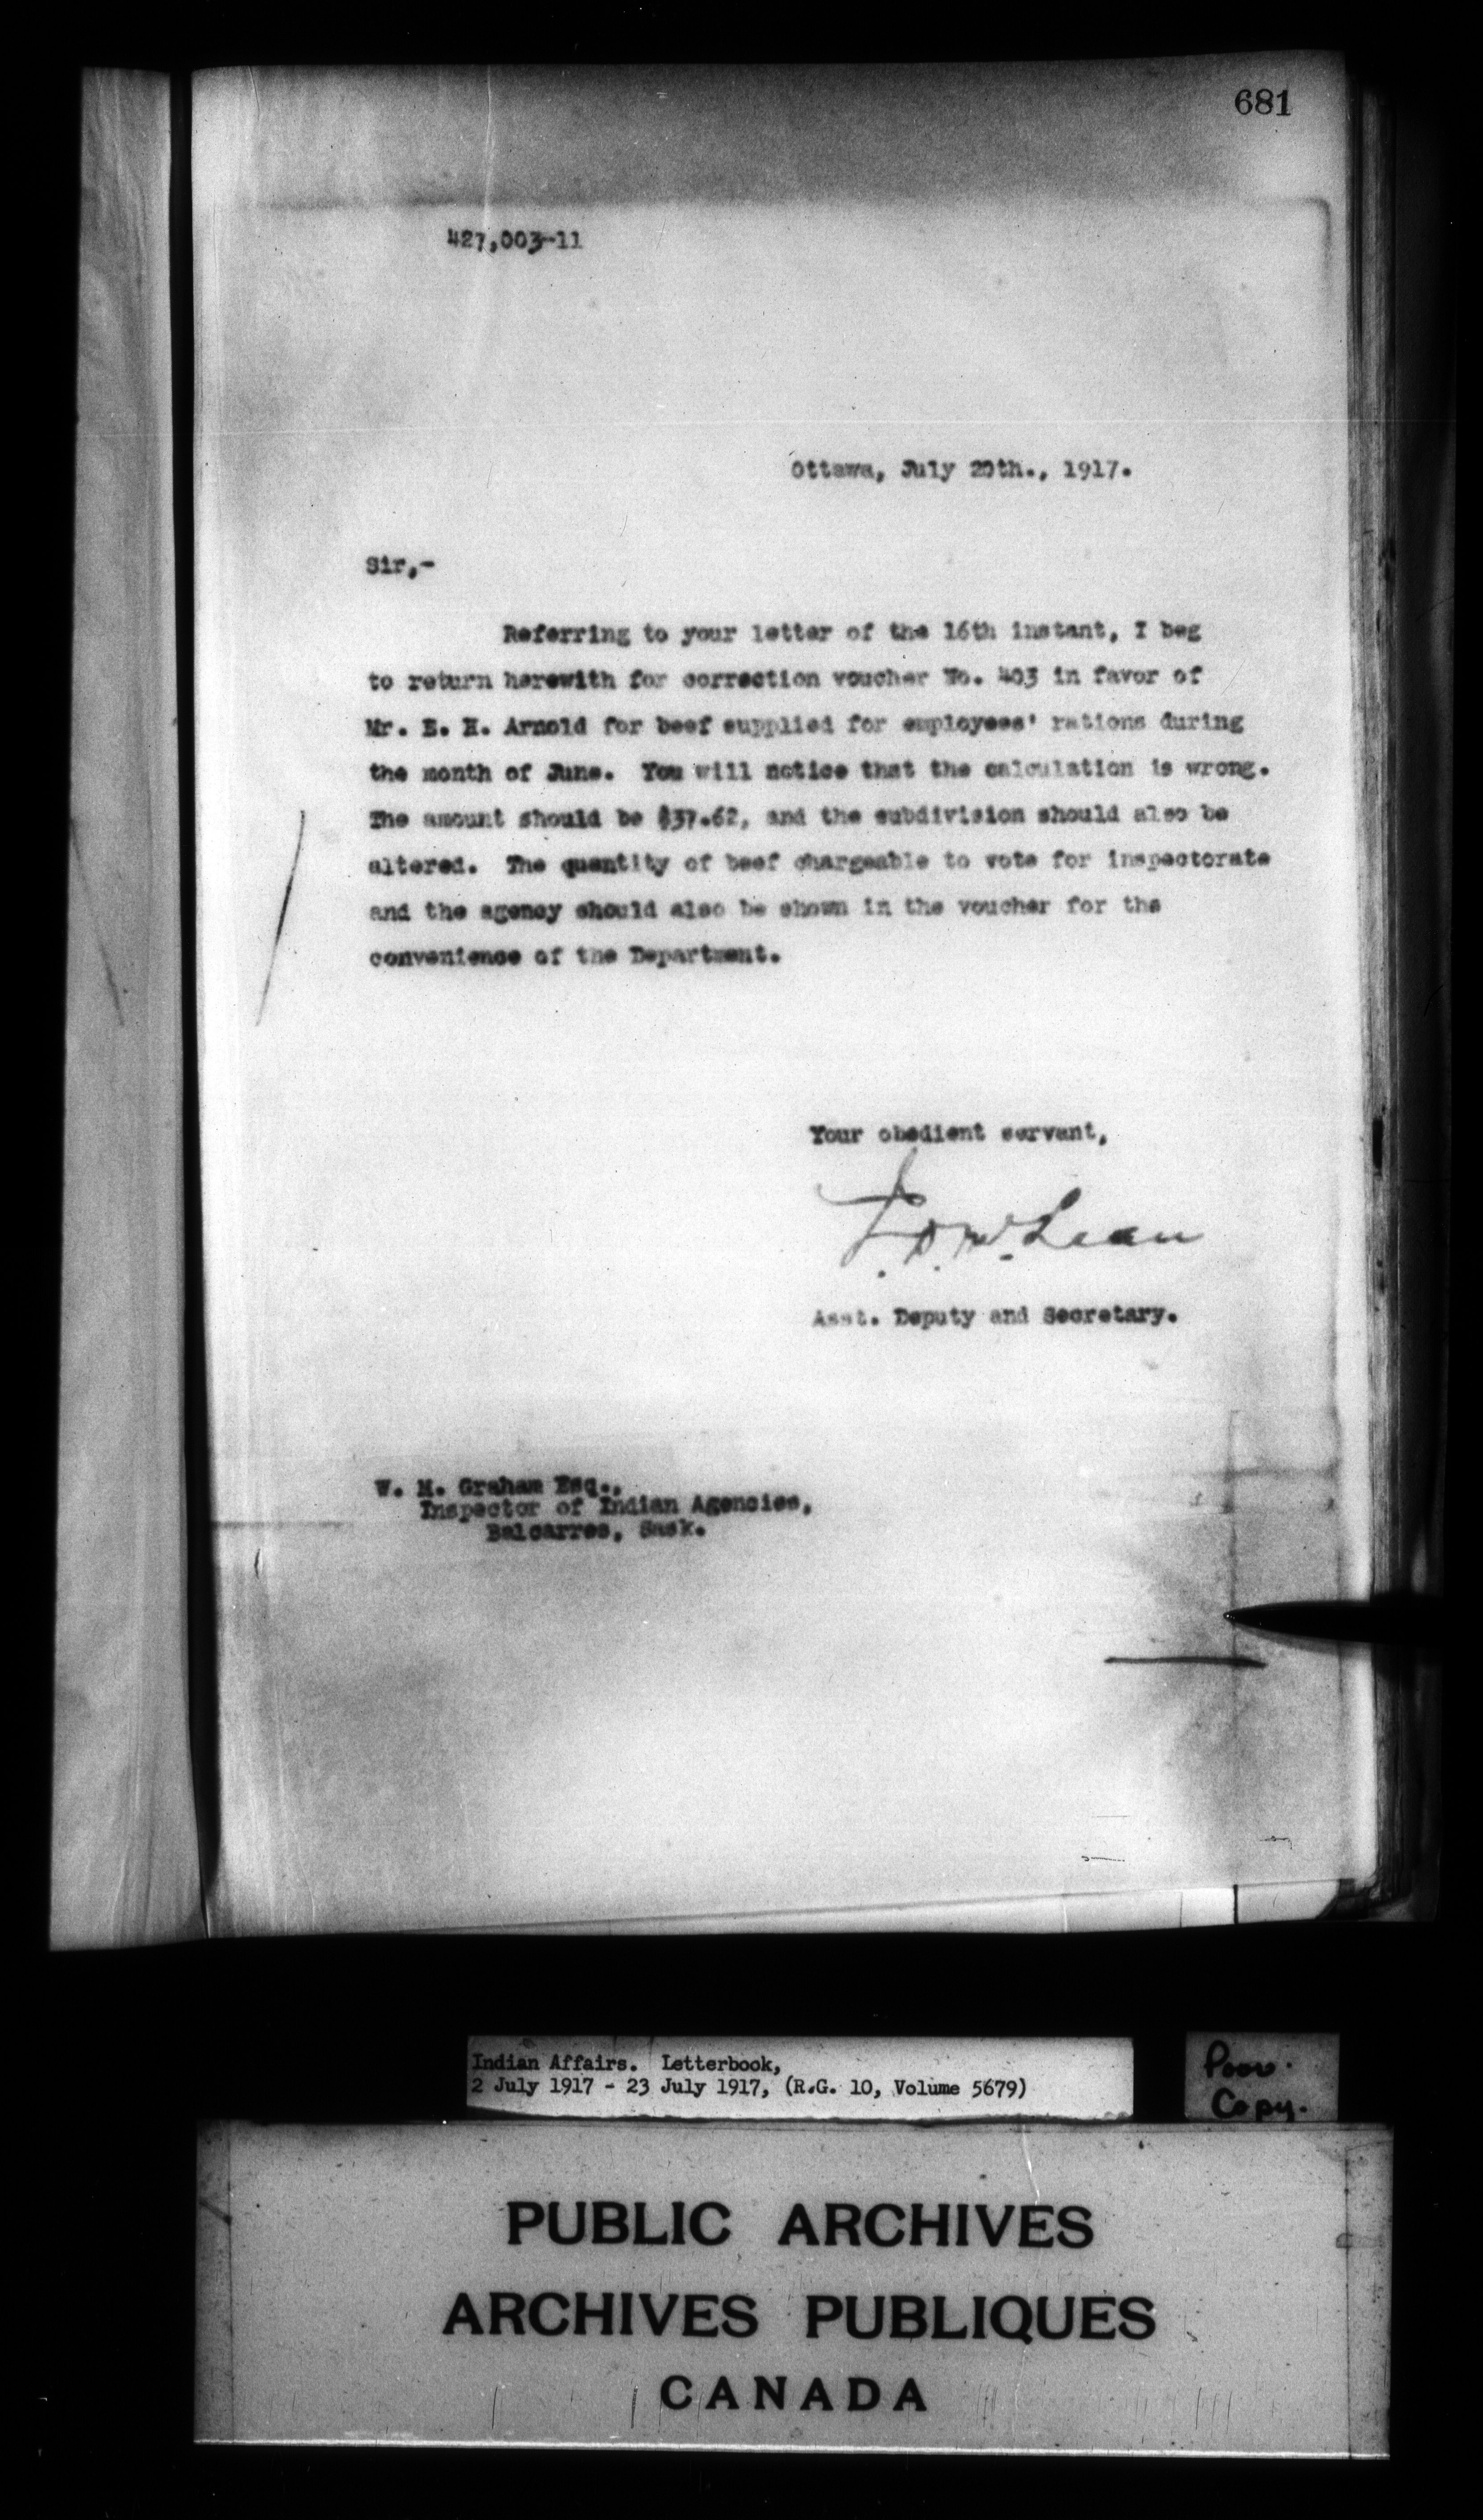 681
427,003-11
Ottawa, July 20th., 1917.
Sir,-
Referring to your letter of the 16th instant, I beg
to return herewith for correction voucher No. 403 in favor of
Mr. E. H. Arnold for beef supplied for employees' rations during
the month of June. You will notice that the calculation is wrong.
The amount should be $37.62, and the subdivision should also be
altered. The quantity of beef chargeable to vote for inspectorate
and the agency should also be shown in the voucher for the
convenience of the Department.
Your obedient servant,
J. D. McLean
Asst. Deputy and Secretary.
W. M. Graham Esq.,
Inspector of Indian Agencies,
Balcarres, Sask.
Indian Affairs. Letterbook,
2 July 1917 - 23 July 1917, (R.G. 10, Volume 5679)
Poor.
Copy.
PUBLIC ARCHIVES
ARCHIVES PUBLIQUES
CANADA